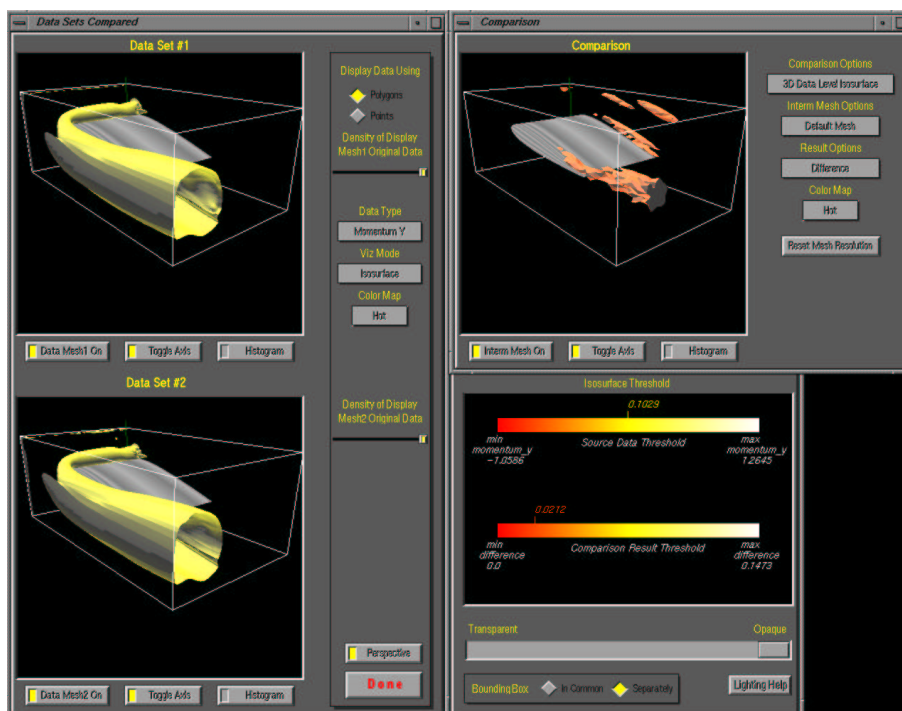 Data Sets Compared
Data Set #1
Display Data Using
Polygons
Points
Density of Display
Mesh1 Original Data
Data Type
Momentum Y
Viz Mode
Isosurface
Color Map
Hot
Data Mesh1 On
Toggle Axis
Histogram
Data Set #2
Density of Display
Mesh2 Original Data
Perspective
Done
Data Mesh2 On
Toggle Axis
Histogram
Comparison
Comparison
Comparison Options
3D Data Level Isosurface
Interm Mesh Options
Default Mesh
Result Options
Difference
Color Map
Hot
Reset Mesh Resolution
Interm Mesh On
Toggle Axis
Histogram
Isosurface Threshold
0.1029
min
momentum_y
-1.0586
Source Data Threshold
max
momentum_y
1.2645
0.0212
min
difference
0.0
Comparison Result Threshold
max
difference
0.1473
Transparent
Opaque
Bounding Box
In Common
Separately
Lighting Help